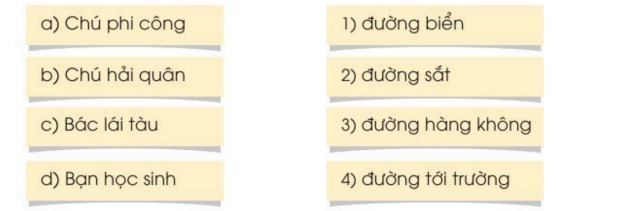 a) Chú phi công
1) đường biển
b) Chú hải quân
2) đường sắt
c) Bác lái tàu
3) đường hàng không
d) Bạn học sinh
4) đường tới trường